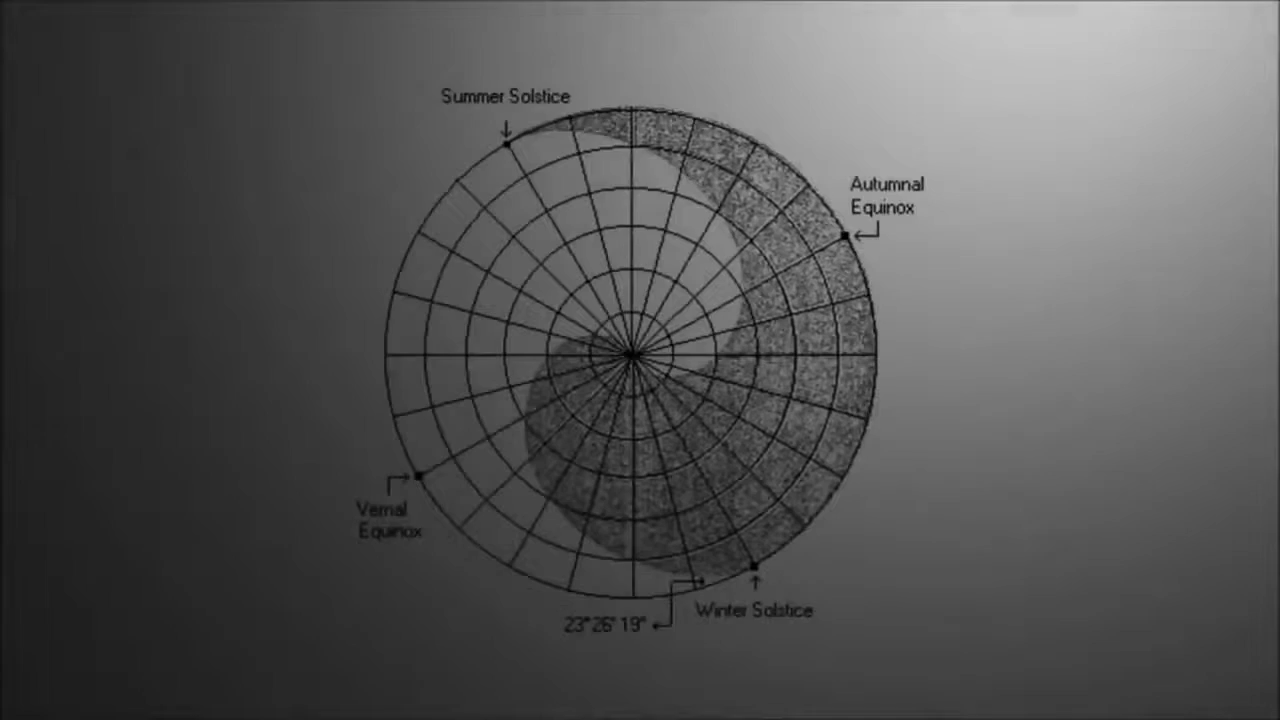 Summer Solstice
Autumnal
Equinox
Vernal
Equinox
Winter Solstice
23° 26' 19"